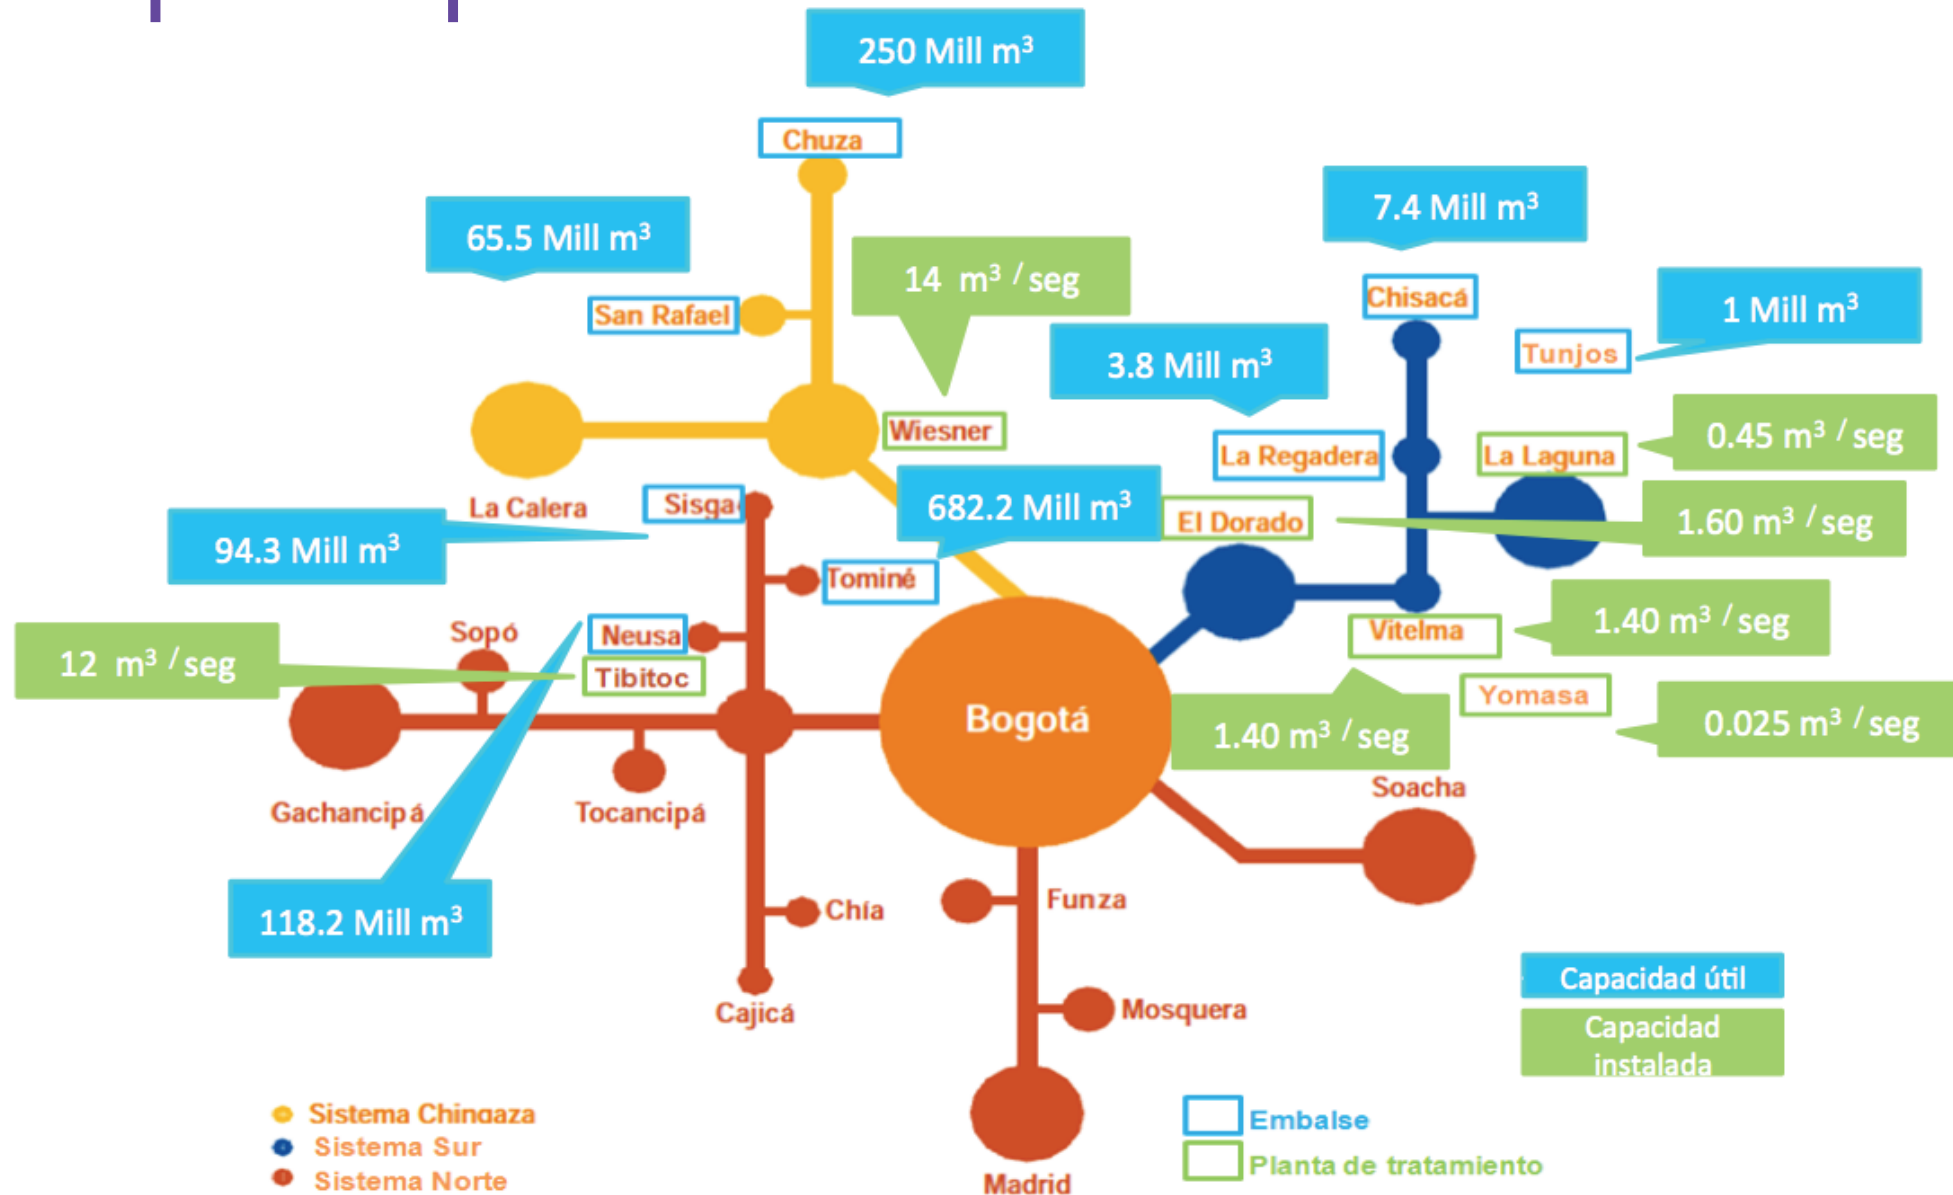 250 Mill m³
Chuza
65.5 Mill m³
7.4 Mill m³
14 m³ / seg
Chisacá
1 Mill m³
San Rafael
3.8 Mill m³
Tunjos
Wiesner
La Regadera
La Laguna
0.45 m³ / seg
La Calera
Sisga
682.2 Mill m³
El Dorado
1.60 m³ / seg
94.3 Mill m³
Tominé
Sopó
Neusa
Vitelma
1.40 m³ / seg
12 m³ / seg
Tibitoc
Bogotá
Yomasa
1.40 m³ / seg
0.025 m³ / seg
Gachancipá
Tocancipá
Soacha
118.2 Mill m³
Chía
Funza
Cajicá
Mosquera
Capacidad útil
Capacidad
instalada
Madrid
Sistema Chingaza
Sistema Sur
Sistema Norte
Embalse
Planta de tratamiento